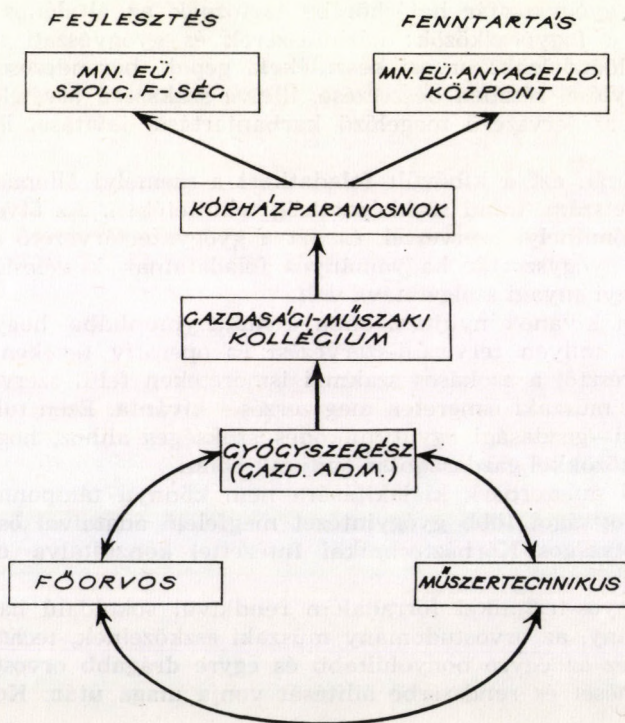 FEJLESZTÉS
FENNTARTÁS
MN. EÜ.
SZOLG. F-SÉG
MN. EÜ. ANYAGELLO.
KÖZPONT
KÓRHÁZPARANCSNOK
GAZDASÁGI-MŰSZAKI
KOLLÉGIUM
GYÓGYSZERÉSZ
(GAZD. ADM.)
FŐORVOS
MŰSZERTECHNIKUS